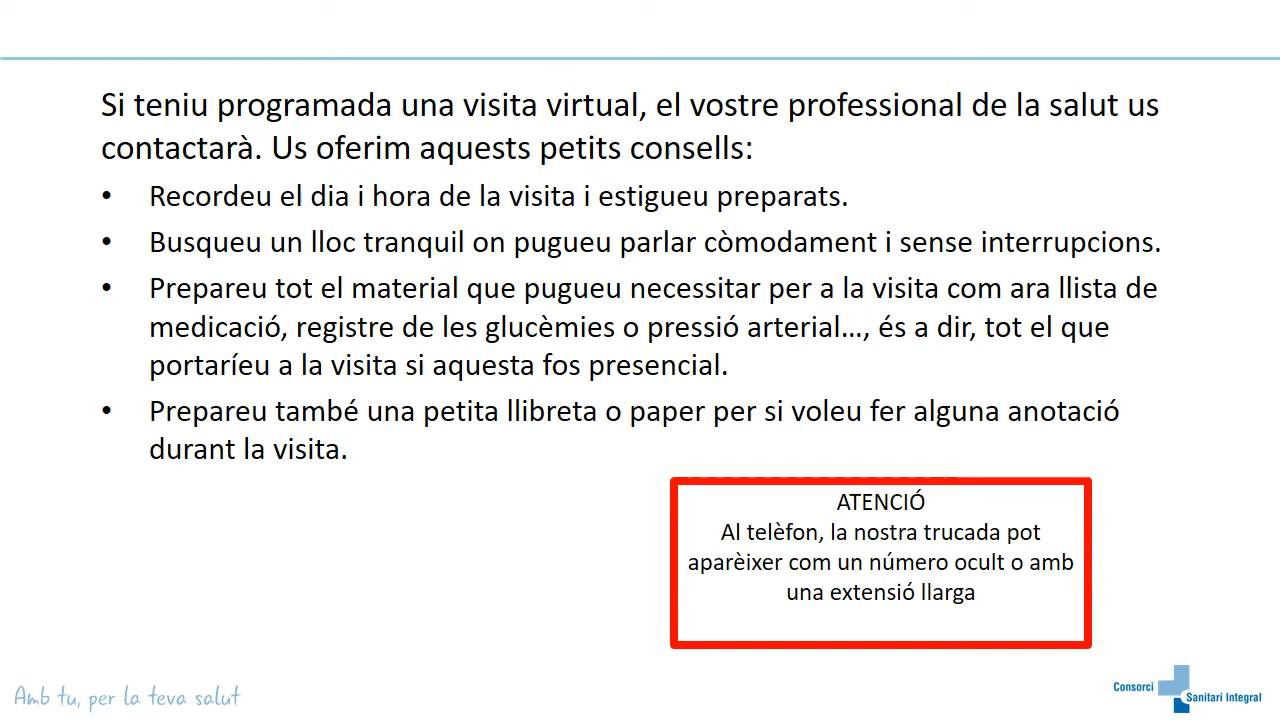 Si teniu programada una visita virtual, el vostre professional de la salut us
contactarà. Us oferim aquests petits consells:
• Recordeu el dia i hora de la visita i estigueu preparats.
• Busqueu un lloc tranquil on pugueu parlar còmodament i sense interrupcions.
• Prepareu tot el material que pugueu necessitar per a la visita com ara llista de
medicació, registre de les glucèmies o pressió arterial..., és a dir, tot el que
portaríeu a la visita si aquesta fos presencial.
• Prepareu també una petita llibreta o paper per si voleu fer alguna anotació
durant la visita.
ATENCIÓ
Al telèfon, la nostra trucada pot
aparèixer com un número ocult o amb
una extensió llarga
Amb tu, per la teva salut
Consorci
Sanitari Integral